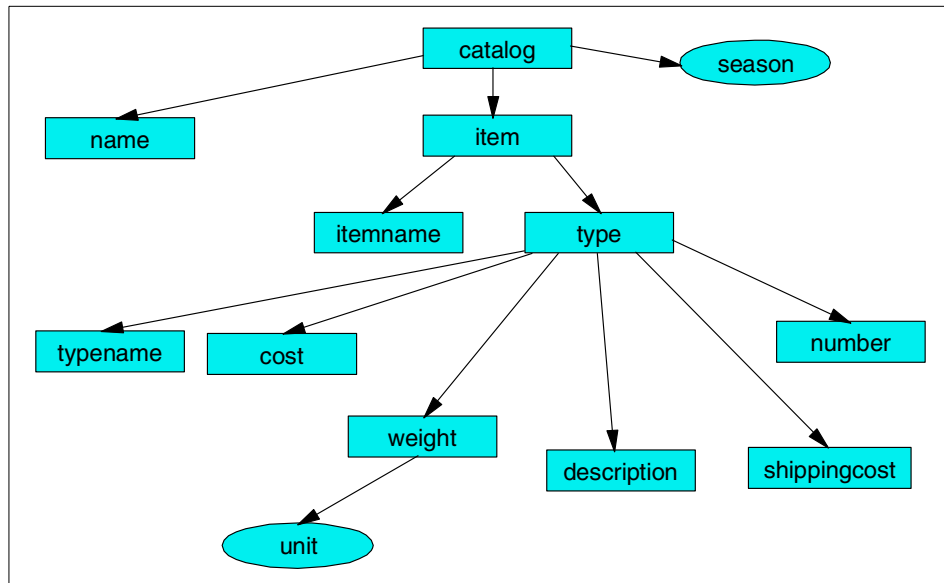 catalog
season
name
item
itemname
type
typename
cost
number
weight
description
shippingcost
unit